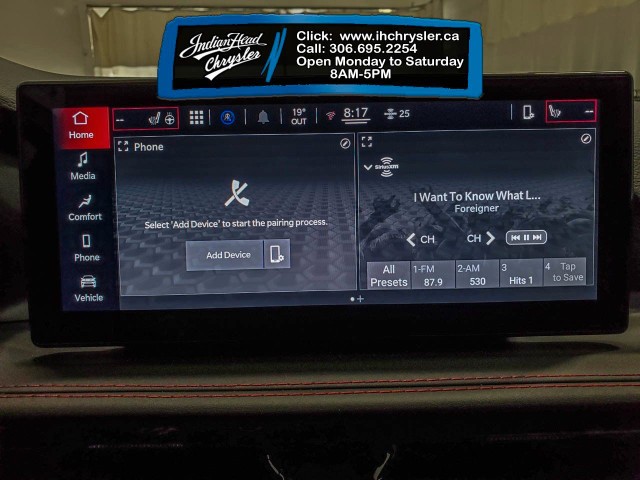 IndianHead
Chrysler
Click: www.ihchrysler.ca
Call: 306.695.2254
Open Monday to Saturday
8AM-5PM
Home
--
19°
OUT
8:17
25
--
Media
Comfort
Phone
Vehicle
Phone
Select 'Add Device' to start the pairing process.
Add Device
SiriusXM
I Want To Know What L...
Foreigner
CH
CH
All
Presets
1-FM
87.9
2-AM
530
3
Hits 1
4 Tap
to Save